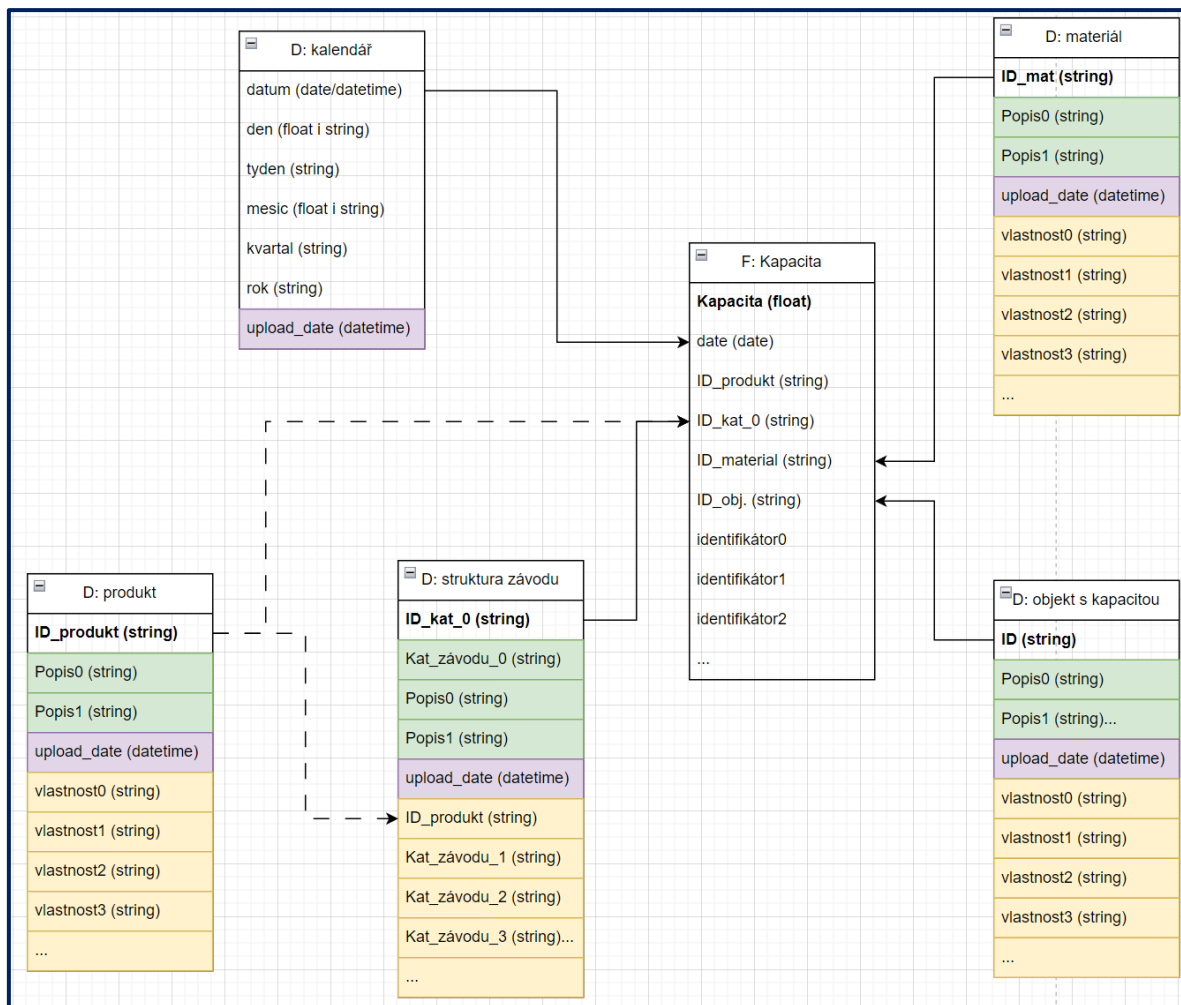 D: kalendář
datum (date/datetime)
den (float i string)
tyden (string)
mesic (float i string)
kvartal (string)
rok (string)
upload_date (datetime)
D: materiál
ID_mat (string)
Popis0 (string)
Popis1 (string)
upload_date (datetime)
vlastnost0 (string)
vlastnost1 (string)
vlastnost2 (string)
vlastnost3 (string)
...
F: Kapacita
Kapacita (float)
date (date)
ID_produkt (string)
ID_kat_0 (string)
ID_material (string)
ID_obj. (string)
identifikátor0
identifikátor1
identifikátor2
...
D: produkt
ID_produkt (string)
Popis0 (string)
Popis1 (string)
upload_date (datetime)
vlastnost0 (string)
vlastnost1 (string)
vlastnost2 (string)
vlastnost3 (string)
...
D: struktura závodu
ID_kat_0 (string)
Kat_závodu_0 (string)
Popis0 (string)
Popis1 (string)
upload_date (datetime)
ID_produkt (string)
Kat_závodu_1 (string)
Kat_závodu_2 (string)
Kat_závodu_3 (string)...
...
D: objekt s kapacitou
ID (string)
Popis0 (string)
Popis1 (string)...
upload_date (datetime)
vlastnost0 (string)
vlastnost1 (string)
vlastnost2 (string)
vlastnost3 (string)
...